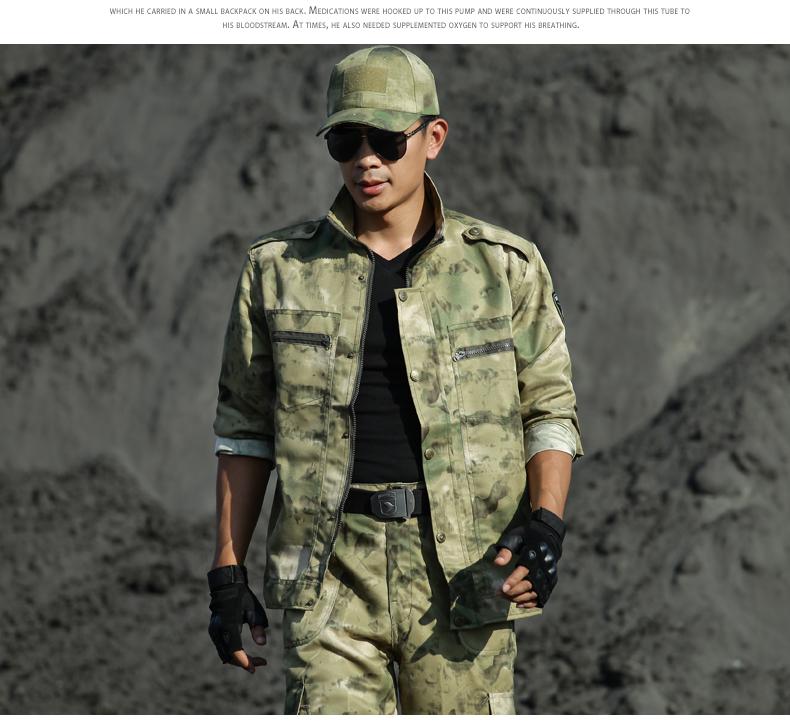 WHICH HE CARRIED IN A SMALL BACKPACK ON HIS BACK. MEDICATIONS WERE HOOKED UP TO THIS PUMP AND WERE CONTINUOUSLY SUPPLIED THROUGH THIS TUBE TO
HIS BLOODSTREAM. AT TIMES, HE ALSO NEEDED SUPPLEMENTED OXYGEN TO SUPPORT HIS BREATHING.